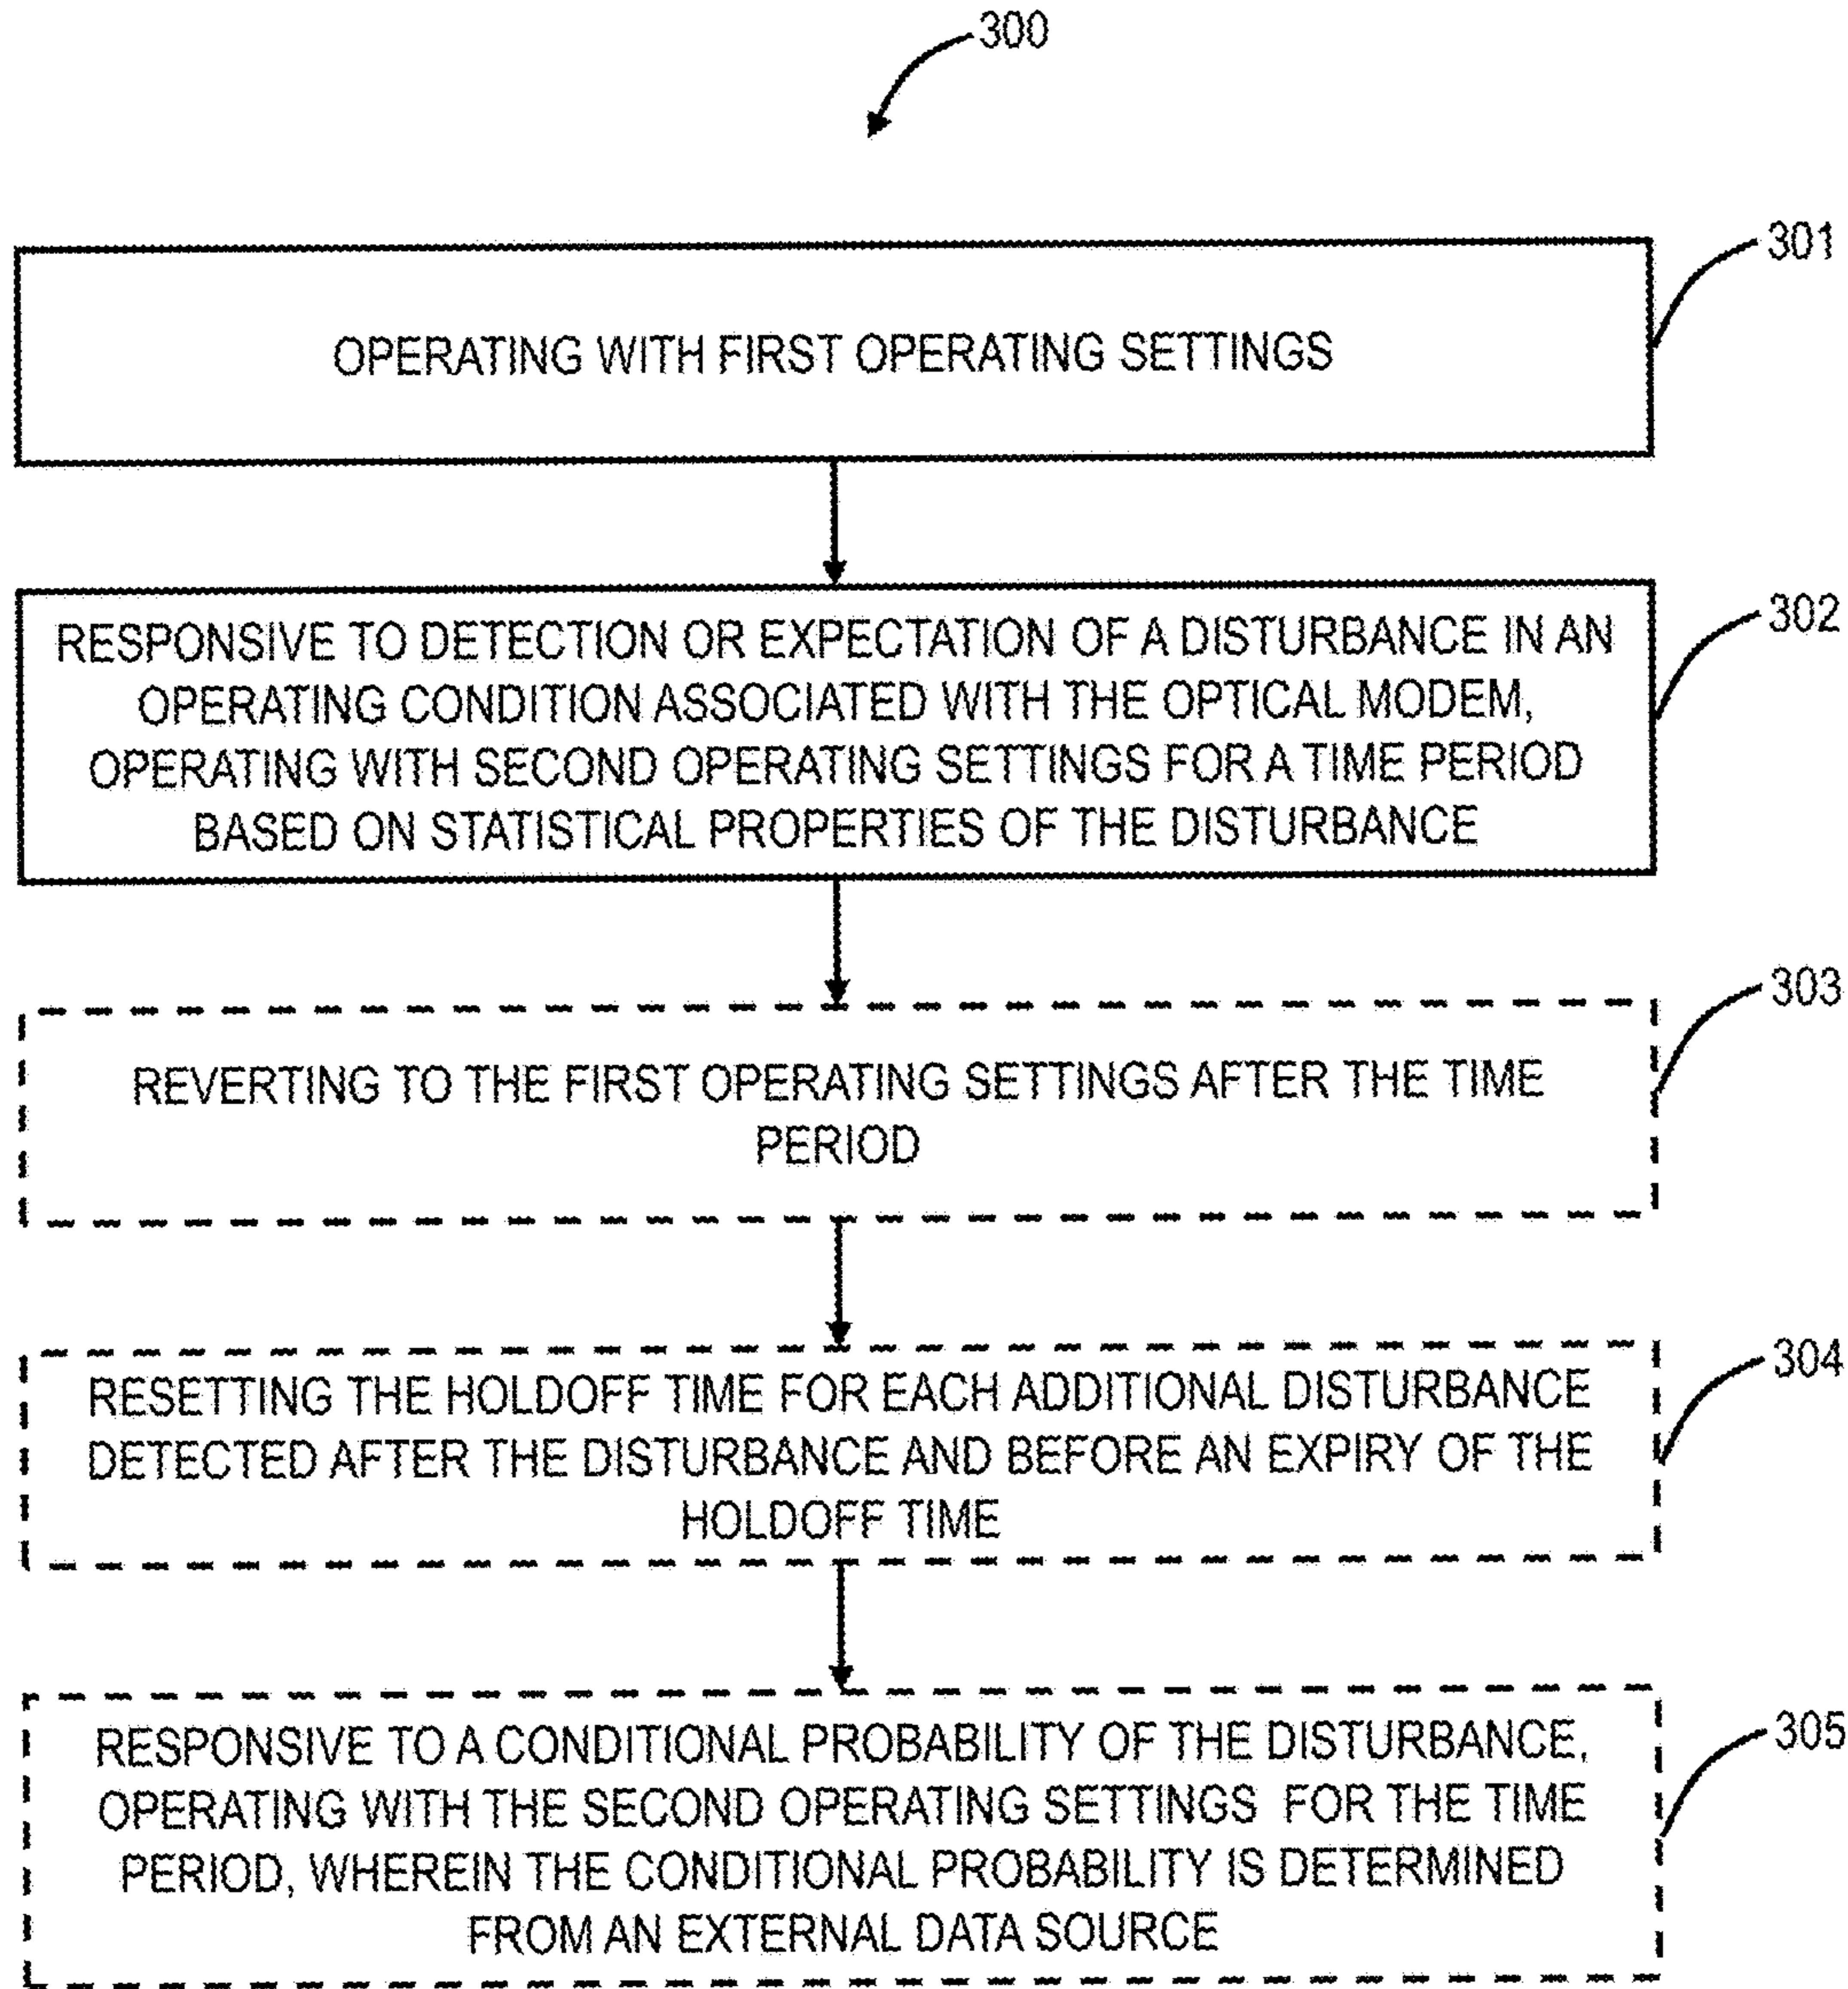 300
301
OPERATING WITH FIRST OPERATING SETTINGS
302
RESPONSIVE TO DETECTION OR EXPECTATION OF A DISTURBANCE IN AN
OPERATING CONDITION ASSOCIATED WITH THE OPTICAL MODEM,
OPERATING WITH SECOND OPERATING SETTINGS FOR A TIME PERIOD
BASED ON STATISTICAL PROPERTIES OF THE DISTURBANCE
303
REVERTING TO THE FIRST OPERATING SETTINGS AFTER THE TIME
PERIOD
304
RESETTING THE HOLDOFF TIME FOR EACH ADDITIONAL DISTURBANCE
DETECTED AFTER THE DISTURBANCE AND BEFORE AN EXPIRY OF THE
HOLDOFF TIME
305
RESPONSIVE TO A CONDITIONAL PROBABILITY OF THE DISTURBANCE,
OPERATING WITH THE SECOND OPERATING SETTINGS FOR THE TIME
PERIOD, WHEREIN THE CONDITIONAL PROBABILITY IS DETERMINED
FROM AN EXTERNAL DATA SOURCE